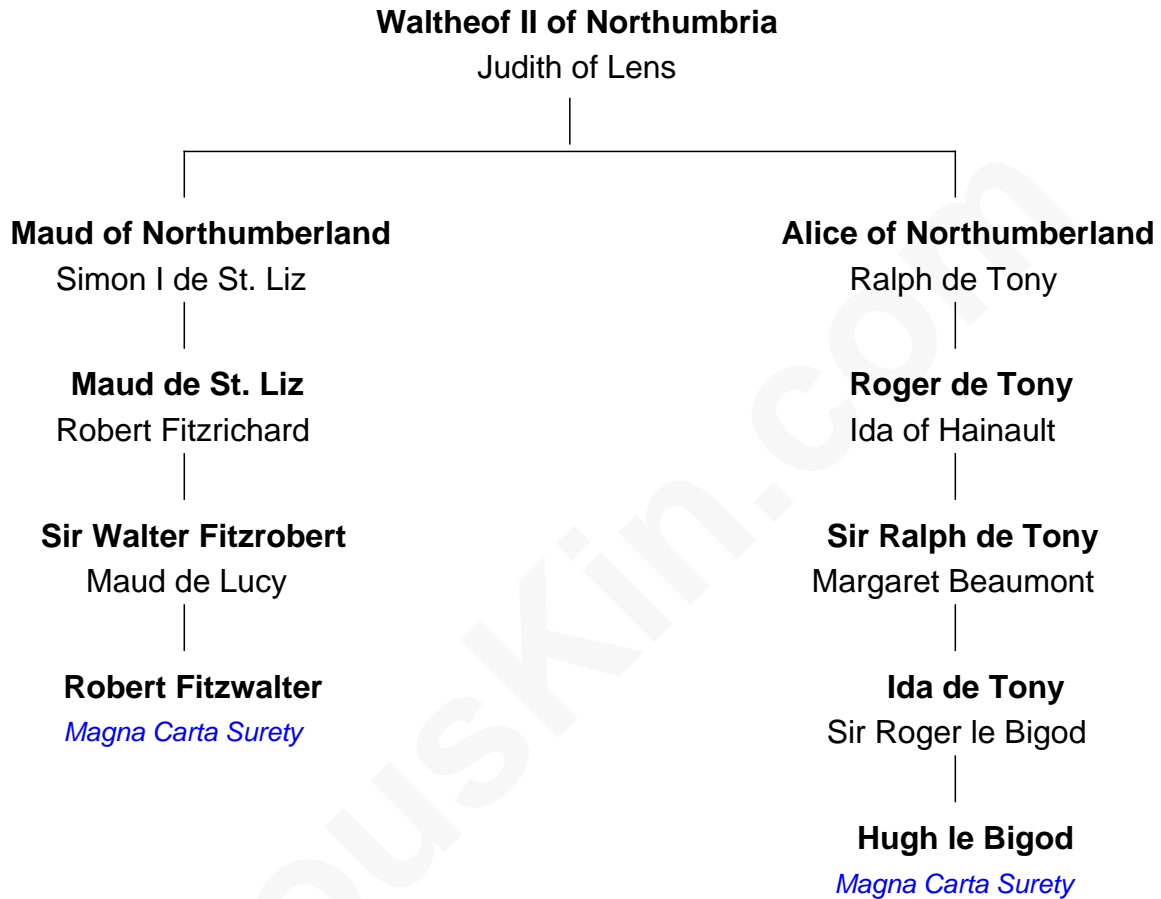 Waltheof II of Northumbria
Judith of Lens
Maud of Northumberland
Simon I de St. Liz
Maud de St. Liz
Robert Fitzrichard
Sir Walter Fitzrobert
Maud de Lucy
Robert Fitzwalter
Magna Carta Surety
Alice of Northumberland
Ralph de Tony
Roger de Tony
Ida of Hainault
Sir Ralph de Tony
Margaret Beaumont
Ida de Tony
Sir Roger le Bigod
Hugh le Bigod
Magna Carta Surety
ouskin.com